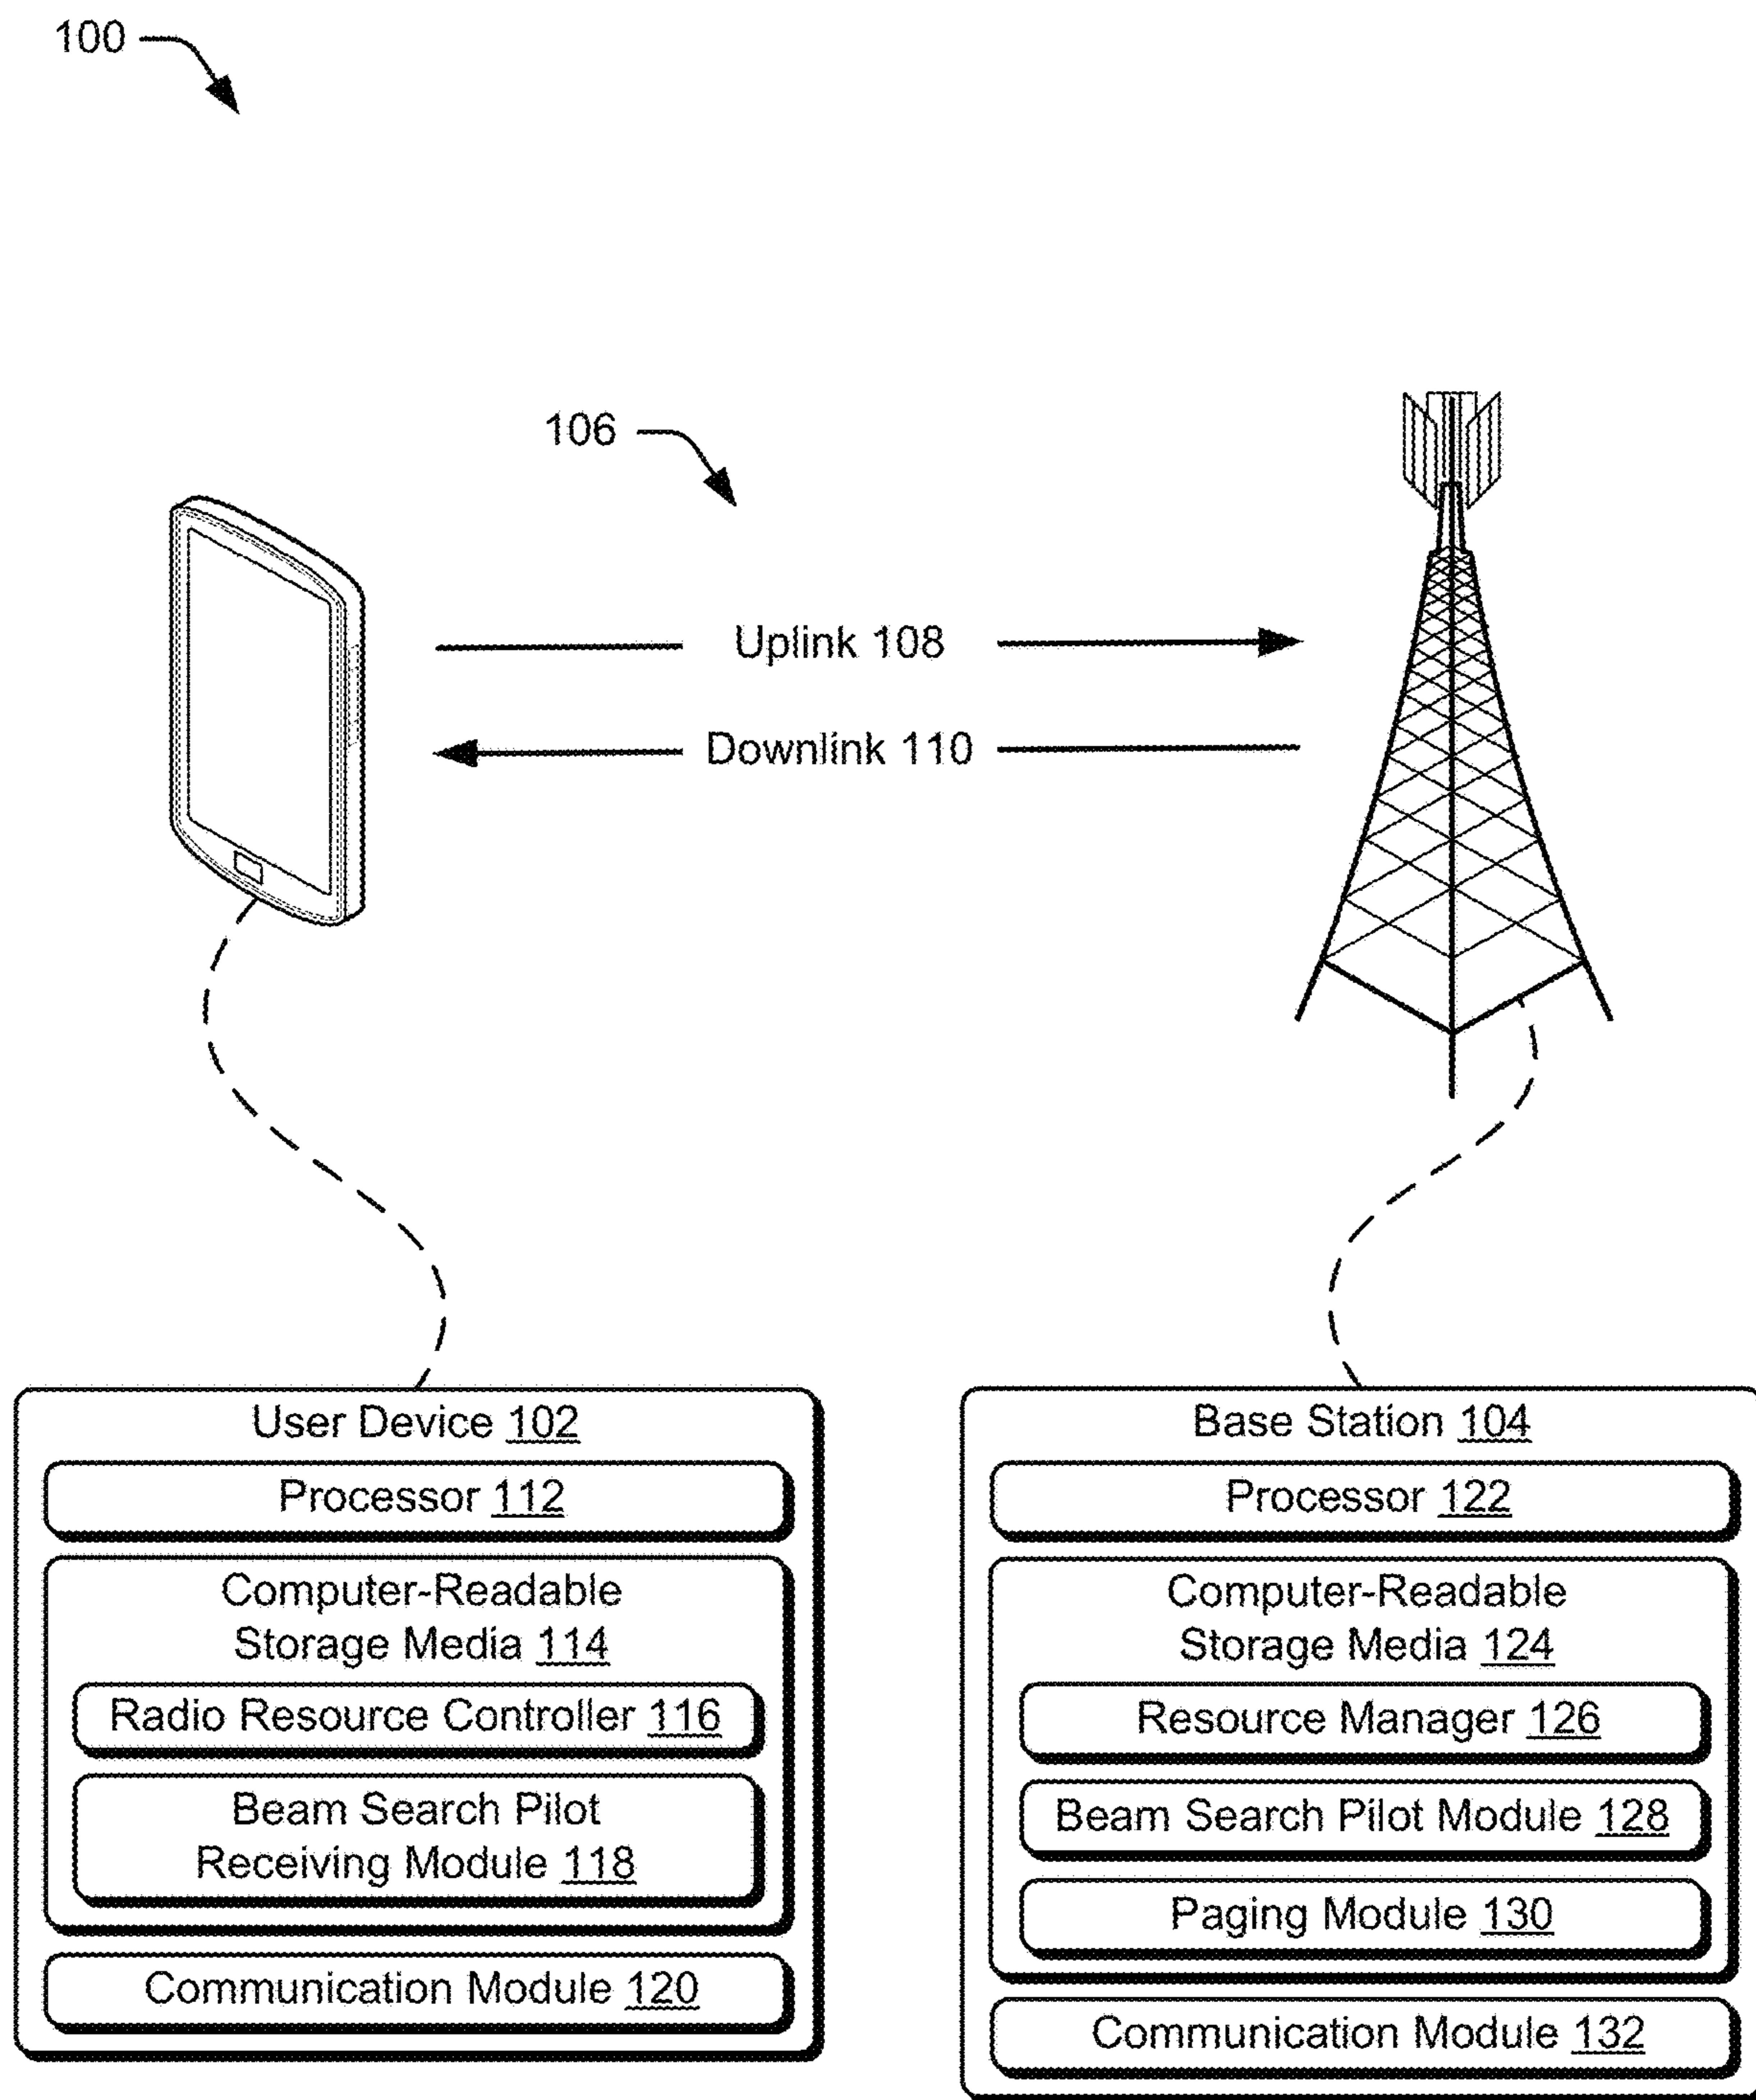 100
106
Uplink 108
Downlink 110
User Device 102
Processor 112
Computer-Readable
Storage Media 114
Radio Resource Controller 116
Beam Search Pilot
Receiving Module 118
Communication Module 120
Base Station 104
Processor 122
Computer-Readable
Storage Media 124
Resource Manager 126
Beam Search Pilot Module 128
Paging Module 130
Communication Module 132